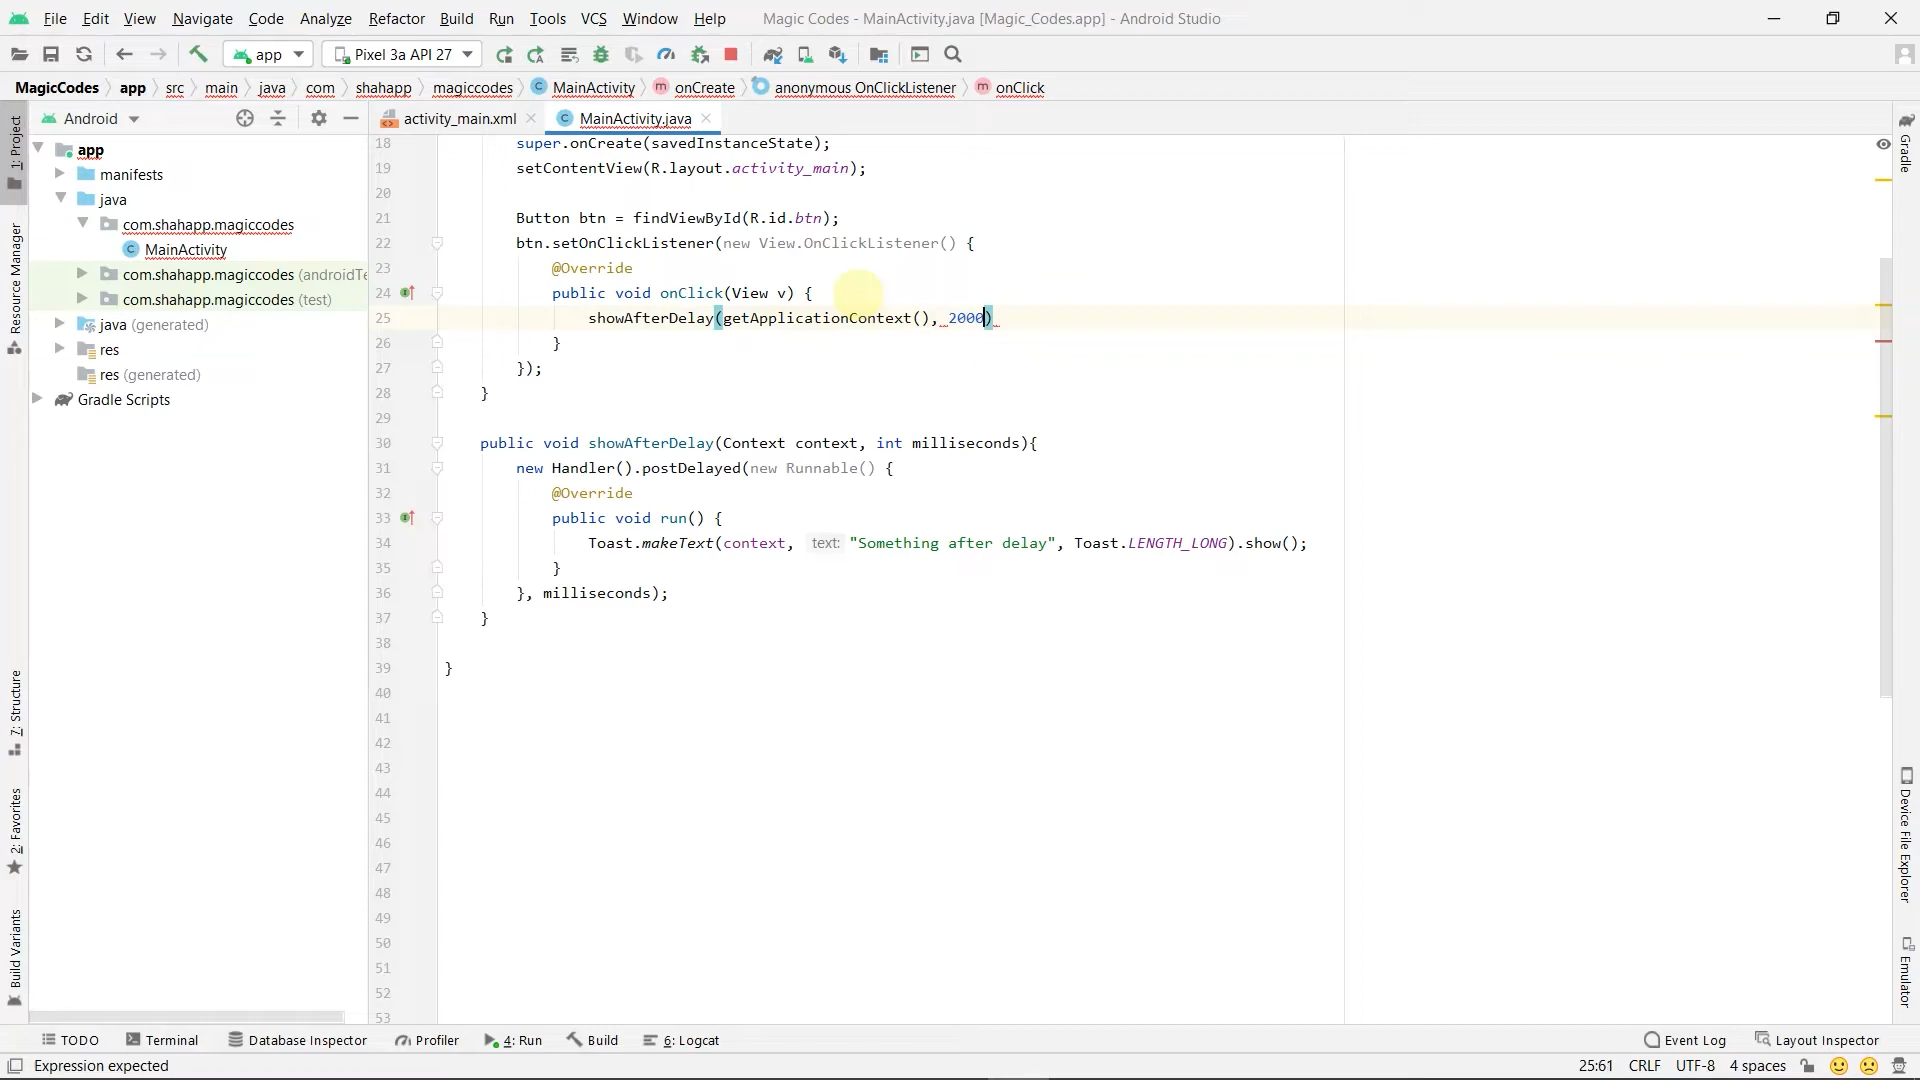 File Edit View Navigate Code Analyze Refactor Build Run Tools VCS Window Help Magic Codes - MainActivity.java [Magic_Codes.app] - Android Studio
app Pixel 3a API 27
MagicCodes app src main java com shahapp magiccodes MainActivity onCreate anonymous OnClickListener onClick
Android
activity_main.xml
MainActivity.java
1: Project
Resource Manager
7: Structure
2: Favorites
Build Variants
app
manifests
java
com.shahapp.magiccodes
MainActivity
com.shahapp.magiccodes (androidTe
com.shahapp.magiccodes (test)
java (generated)
res
res (generated)
Gradle Scripts
18 super.onCreate(savedInstanceState);
19 setContentView(R.layout.activity_main);
20
21 Button btn = findViewById(R.id.btn);
22 btn.setOnClickListener(new View.OnClickListener() {
23 @Override
24 public void onClick(View v) {
25 showAfterDelay(getApplicationContext(), 2000)
26 }
27 });
28 }
29
30 public void showAfterDelay(Context context, int milliseconds){
31 new Handler().postDelayed(new Runnable() {
32 @Override
33 public void run() {
34 Toast.makeText(context, text: "Something after delay", Toast.LENGTH_LONG).show();
35 }
36 }, milliseconds);
37 }
38
39 }
40
41
42
43
44
45
46
47
48
49
50
51
52
53
Gradle
Device File Explorer
Emulator
TODO Terminal Database Inspector Profiler 4: Run Build 6: Logcat Event Log Layout Inspector
Expression expected 25:61 CRLF UTF-8 4 spaces